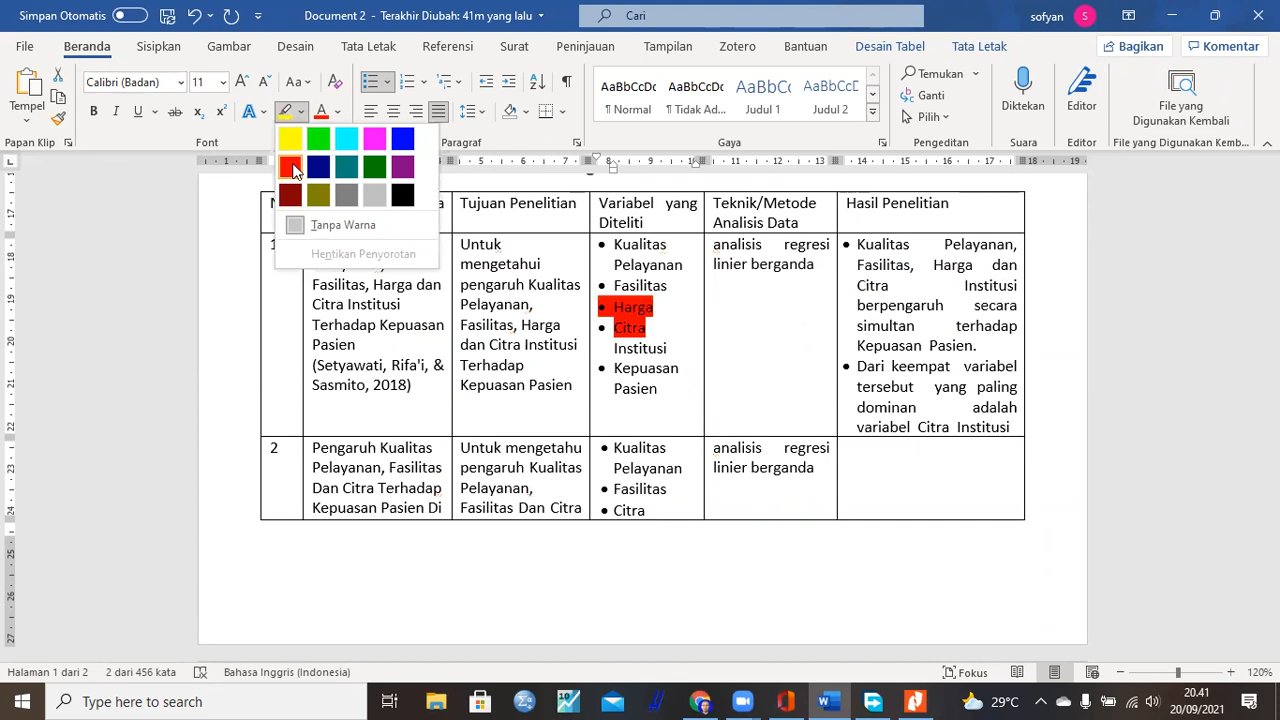 Simpan Otomatis
Document 2 - Terakhir Diubah: 41m yang lalu
Cari
sofyan
S
File
Beranda
Sisipkan
Gambar
Desain
Tata Letak
Referensi
Surat
Peninjauan
Tampilan
Zotero
Bantuan
Desain Tabel
Tata Letak
Bagikan
Komentar
Tempel
Calibri (Badan)
11
AaBbCcDc
AaBbCcDc
AaBbC
AaBbCcD
¶ Normal
¶ Tidak Ad...
Judul 1
Judul 2
Temukan
Ganti
Pilih
Diktekan
Editor
File yang
Digunakan Kembali
Papan Klip
Font
Paragraf
Gaya
Pengeditan
Suara
Editor
File yang Digunakan Kembali
Tanpa Warna
Hentikan Penyorotan
Tujuan Penelitian
Variabel yang
Diteliti
Teknik/Metode
Analisis Data
Hasil Penelitian
1
Fasilitas, Harga dan
Citra Institusi
Terhadap Kepuasan
Pasien
(Setyawati, Rifa'i, &
Sasmito, 2018)
Untuk
mengetahui
pengaruh Kualitas
Pelayanan,
Fasilitas, Harga
dan Citra Institusi
Terhadap
Kepuasan Pasien
• Kualitas
Pelayanan
• Fasilitas
• Harga
• Citra
Institusi
• Kepuasan
Pasien
analisis regresi
linier berganda
• Kualitas Pelayanan,
Fasilitas, Harga dan
Citra Institusi
berpengaruh secara
simultan terhadap
Kepuasan Pasien.
• Dari keempat variabel
tersebut yang paling
dominan adalah
variabel Citra Institusi
2
Pengaruh Kualitas
Pelayanan, Fasilitas
Dan Citra Terhadap
Kepuasan Pasien Di
Untuk mengetahu
pengaruh Kualitas
Pelayanan,
Fasilitas Dan Citra
• Kualitas
Pelayanan
• Fasilitas
• Citra
analisis regresi
linier berganda
Halaman 1 dari 2
2 dari 456 kata
Bahasa Inggris (Indonesia)
Fokus
120%
Type here to search
29°C
20.41
20/09/2021